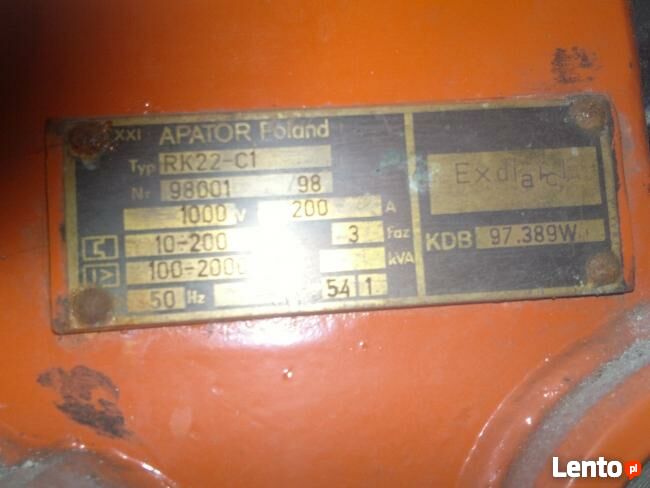 XXI APATOR Poland
Typ RK22-C1
Nr 98001 /98
1000 V 200 A
10-200 3 Faz
100-2000 kVA
50 Hz 54 1
KDB 97.389W
Lento.pl